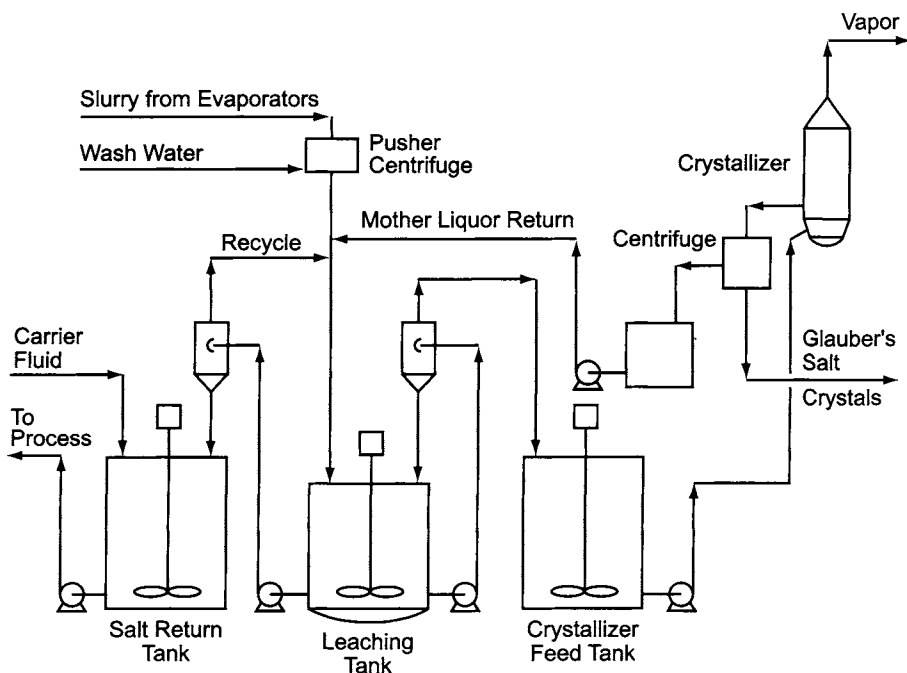 Vapor
Slurry from Evaporators
Wash Water
Pusher
Centrifuge
Crystallizer
Mother Liquor Return
Centrifuge
Recycle
Carrier
Fluid
Glauber's
Salt
Crystals
To
Process
Salt Return
Tank
Leaching
Tank
Crystallizer
Feed Tank